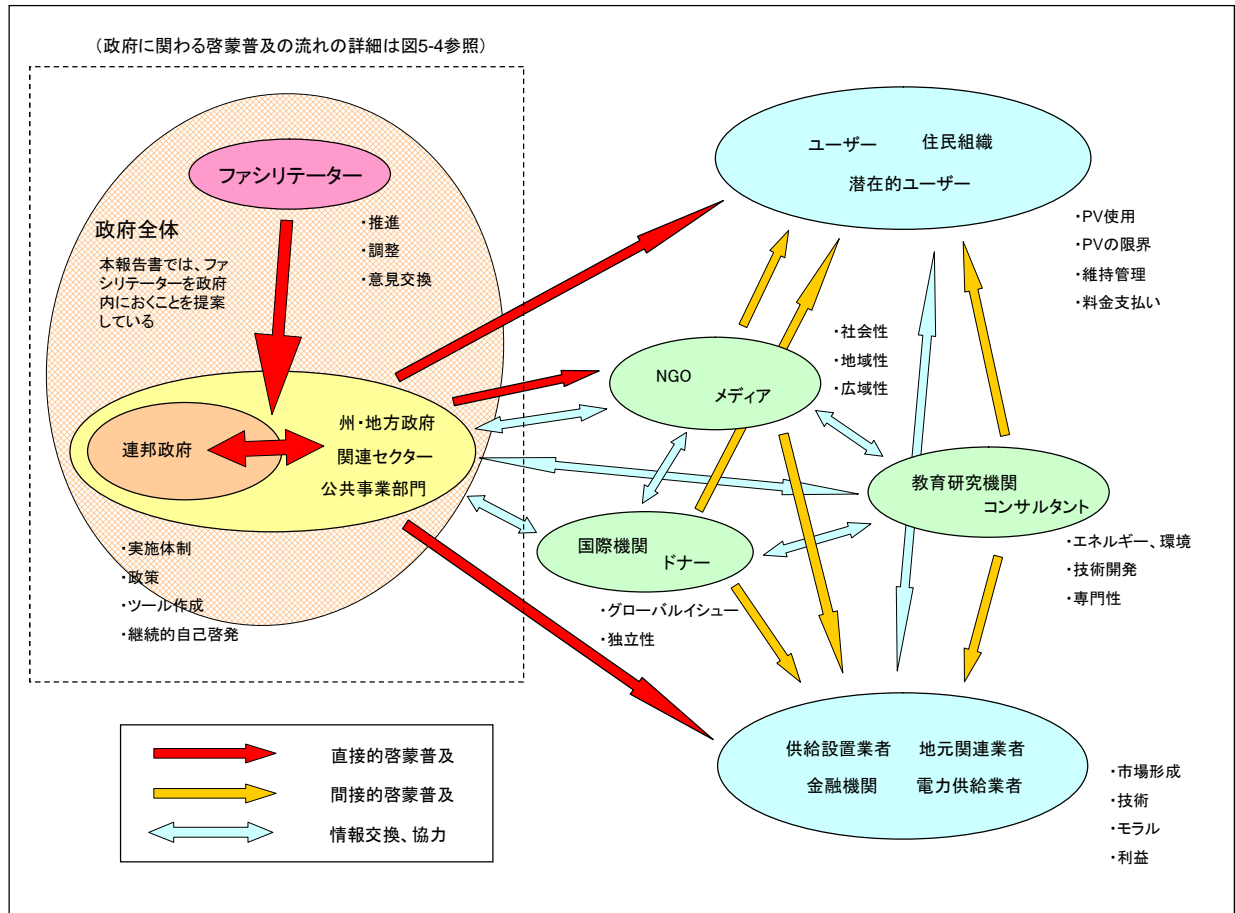 （政府に関わる啓蒙普及の流れの詳細は図5-4参照）
ファシリテーター
政府全体
本報告書では、ファ
シリテーターを政府
内におくことを提案
している
・推進
・調整
・意見交換
連邦政府
州・地方政府
関連セクター
公共事業部門
・実施体制
・政策
・ツール作成
・継続的自己啓発
ユーザー 住民組織
潜在的ユーザー
・PV使用
・PVの限界
・維持管理
・料金支払い
NGO
メディア
・社会性
・地域性
・広域性
教育研究機関
コンサルタント
・エネルギー、環境
・技術開発
・専門性
国際機関
ドナー
・グローバルイシュー
・独立性
供給設置業者 地元関連業者
金融機関 電力供給業者
・市場形成
・技術
・モラル
・利益
直接的啓蒙普及
間接的啓蒙普及
情報交換、協力